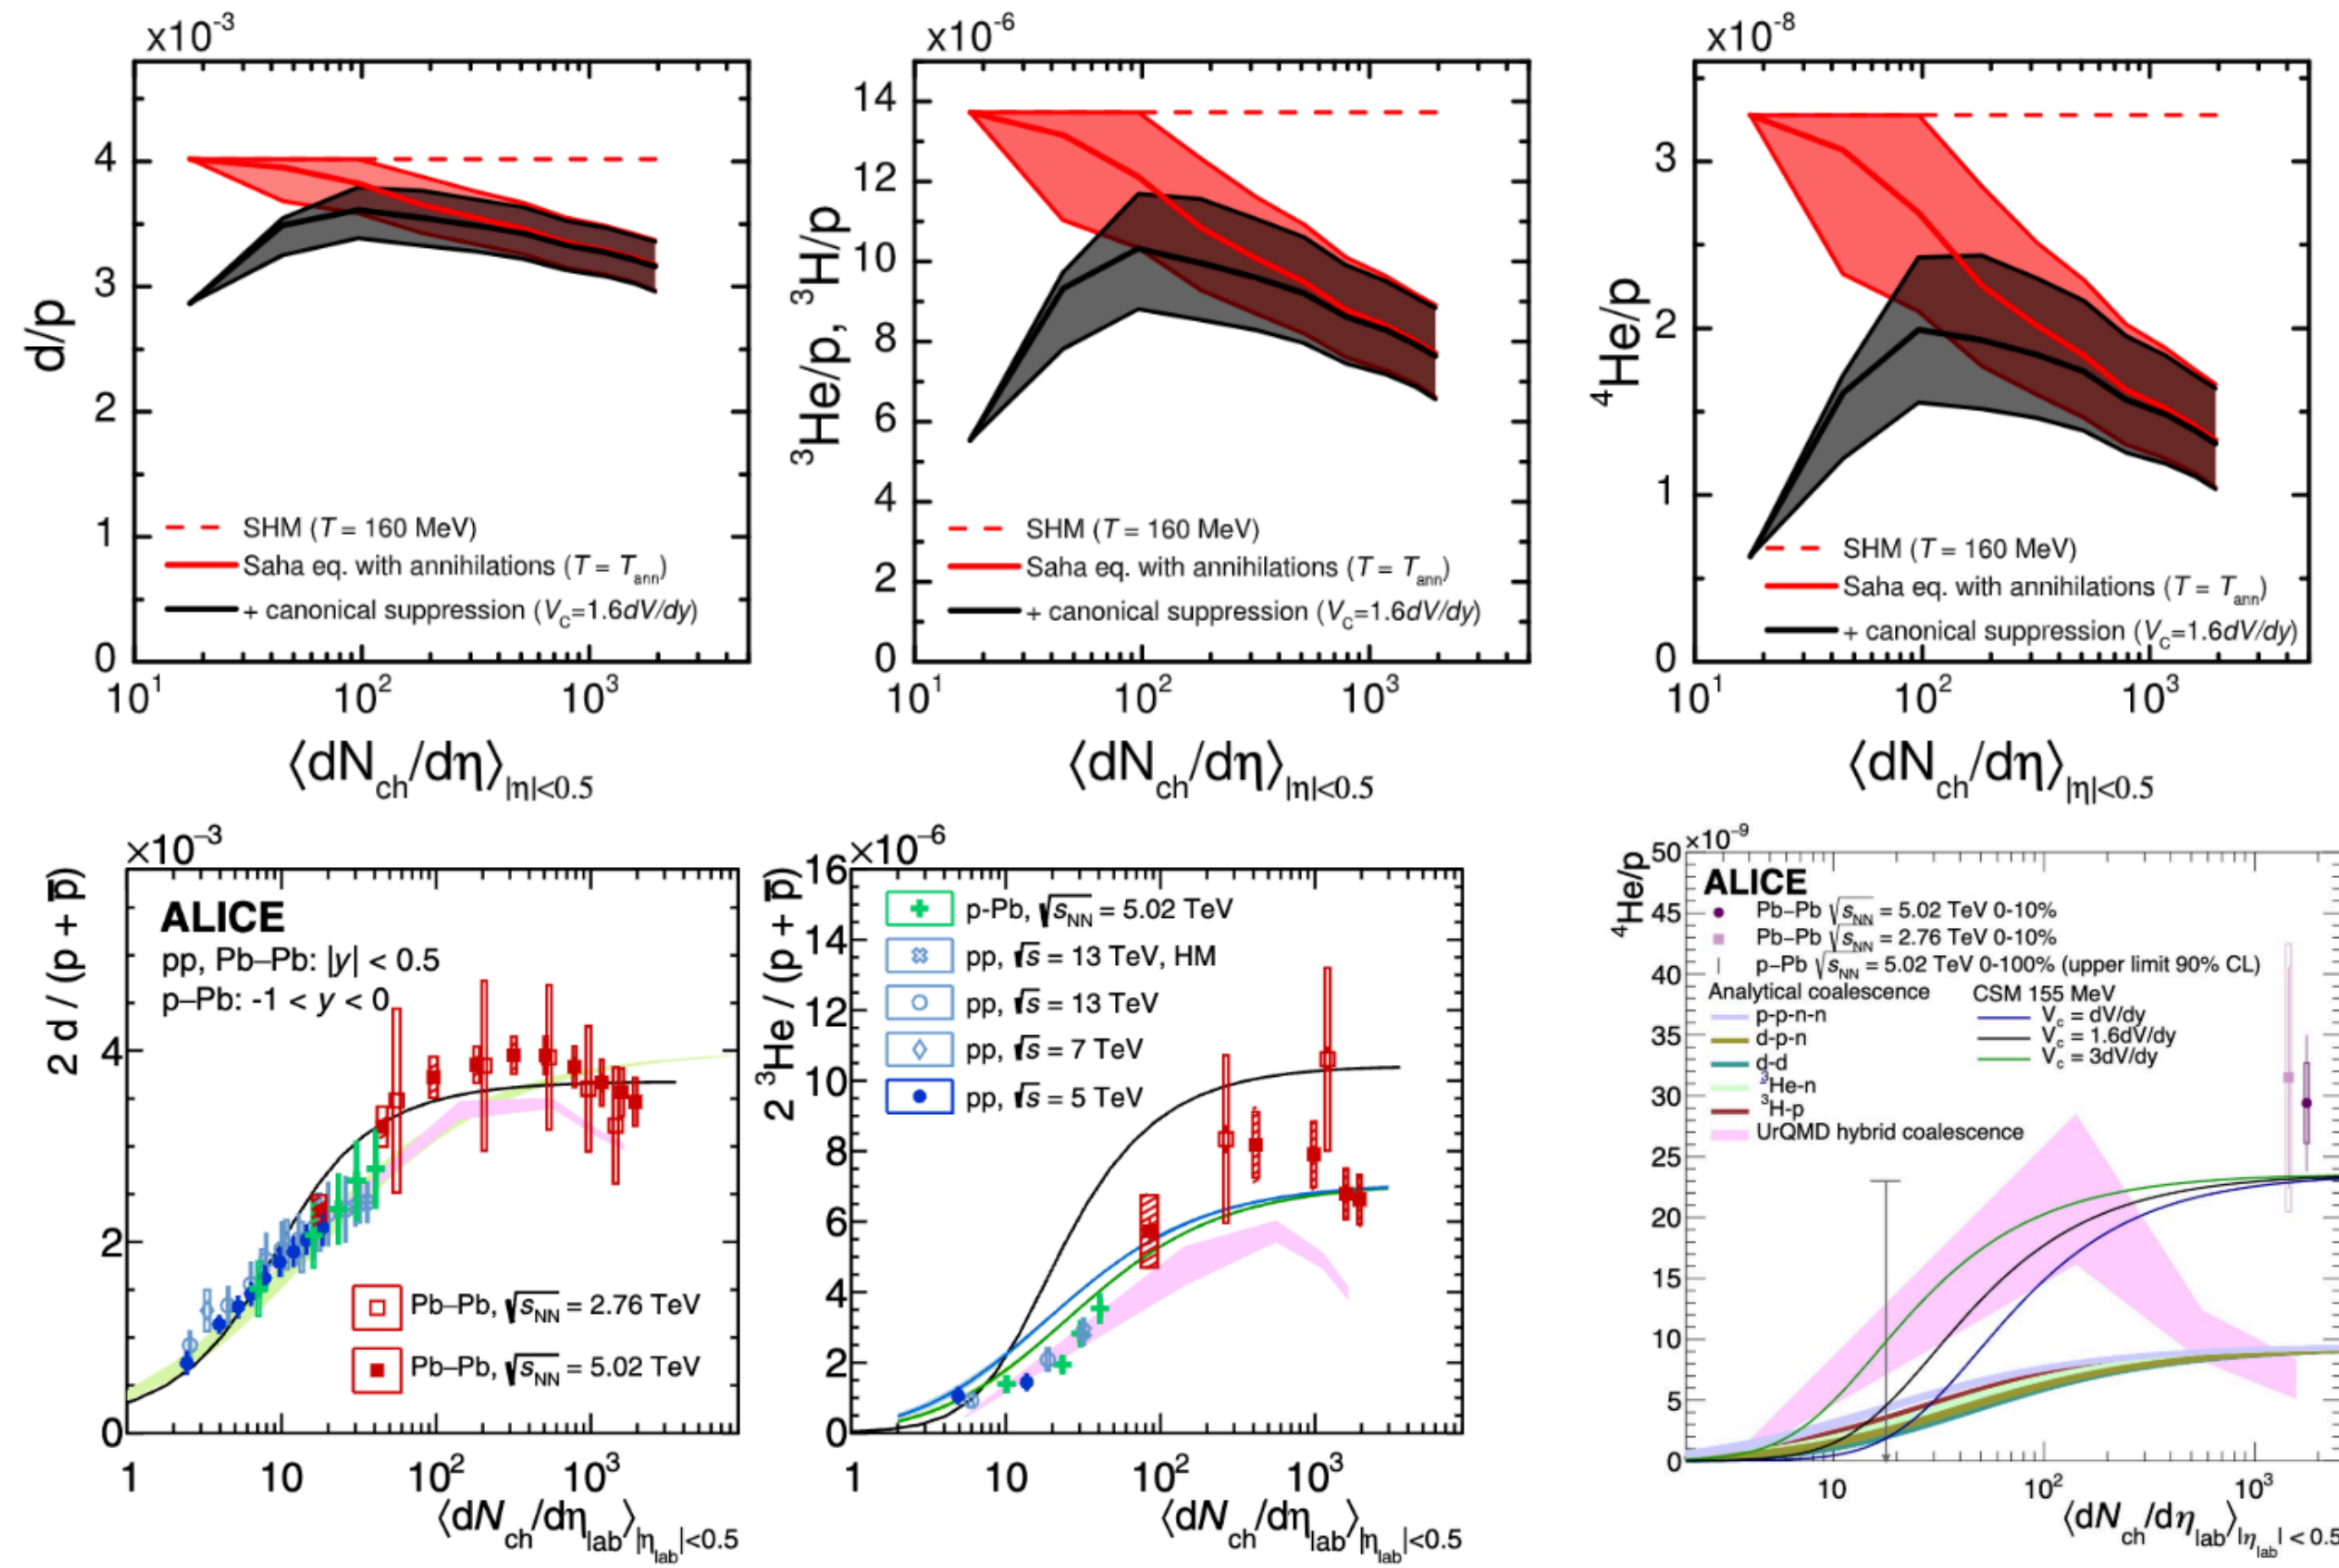 x10⁻³
d/p
4
3
2
1
0
SHM (T = 160 MeV)
Saha eq. with annihilations (T = T_ann)
+ canonical suppression (V_C=1.6dV/dy)
10¹ 10² 10³
⟨dN_ch/dη⟩_|η|<0.5
x10⁻⁶
³He/p, ³H/p
14
12
10
8
6
4
2
0
SHM (T = 160 MeV)
Saha eq. with annihilations (T = T_ann)
+ canonical suppression (V_C=1.6dV/dy)
10¹ 10² 10³
⟨dN_ch/dη⟩_|η|<0.5
x10⁻⁸
⁴He/p
3
2
1
0
SHM (T = 160 MeV)
Saha eq. with annihilations (T = T_ann)
+ canonical suppression (V_C=1.6dV/dy)
10¹ 10² 10³
⟨dN_ch/dη⟩_|η|<0.5
×10⁻³
2 d / (p + p̅)
4
2
0
ALICE
pp, Pb–Pb: |y| < 0.5
p–Pb: -1 < y < 0
Pb–Pb, √s_NN = 2.76 TeV
Pb–Pb, √s_NN = 5.02 TeV
1 10 10² 10³
⟨dN_ch/dη_lab⟩_|η_lab|<0.5
×10⁻⁶
2 ³He / (p + p̅)
16
14
12
10
8
6
4
2
0
p-Pb, √s_NN = 5.02 TeV
pp, √s = 13 TeV, HM
pp, √s = 13 TeV
pp, √s = 7 TeV
pp, √s = 5 TeV
1 10 10² 10³
⟨dN_ch/dη_lab⟩_|η_lab|<0.5
×10⁻⁹
⁴He/p
50
45
40
35
30
25
20
15
10
5
0
ALICE
Pb–Pb √s_NN = 5.02 TeV 0-10%
Pb–Pb √s_NN = 2.76 TeV 0-10%
p–Pb √s_NN = 5.02 TeV 0-100% (upper limit 90% CL)
Analytical coalescence
p-p-n-n
d-p-n
d-d
³He-n
³H-p
UrQMD hybrid coalescence
CSM 155 MeV
V_c = dV/dy
V_c = 1.6dV/dy
V_c = 3dV/dy
10 10² 10³
⟨dN_ch/dη_lab⟩_|η_lab| < 0.5